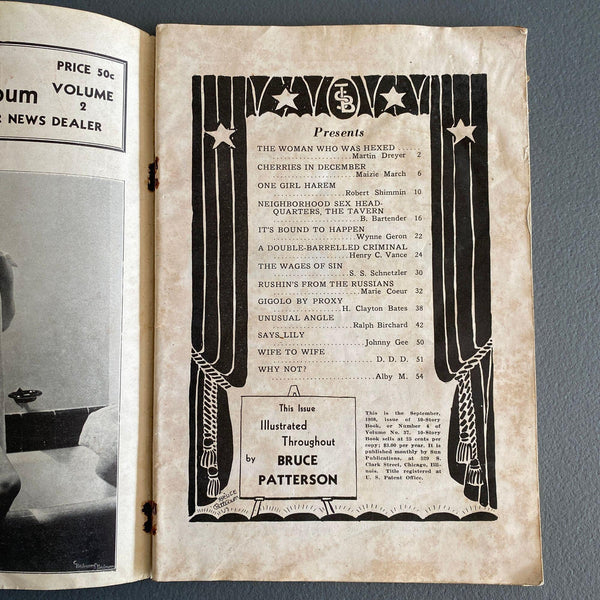 PRICE 50c
bum VOLUME
2
R NEWS DEALER
Presents
THE WOMAN WHO WAS HEXED .....
Martin Dreyer 2
CHERRIES IN DECEMBER
Maizie March 6
ONE GIRL HAREM
Robert Shimmin 10
NEIGHBORHOOD SEX HEAD-
QUARTERS, THE TAVERN
B. Bartender 16
IT'S BOUND TO HAPPEN
Wynne Geron 22
A DOUBLE-BARRELLED CRIMINAL
Henry C. Vance 24
THE WAGES OF SIN
S. S. Schnetzler 30
RUSHIN'S FROM THE RUSSIANS
Marie Coeur 32
GIGOLO BY PROXY
H. Clayton Bates 38
UNUSUAL ANGLE
Ralph Birchard 42
SAYS LILY
Johnny Gee 50
WIFE TO WIFE
D. D. D. 51
WHY NOT?
Alby M. 54
This Issue
Illustrated
Throughout
by BRUCE
PATTERSON
BRUCE
PATTERSON
This is the September,
1938, issue of 10-Story
Book, or Number 4 of
Volume No. 37. 10-Story
Book sells at 25 cents per
copy; $3.00 per year. It is
published monthly by Sun
Publications, at 529 S.
Clark Street, Chicago, Illi-
nois. Title registered at
U. S. Patent Office.